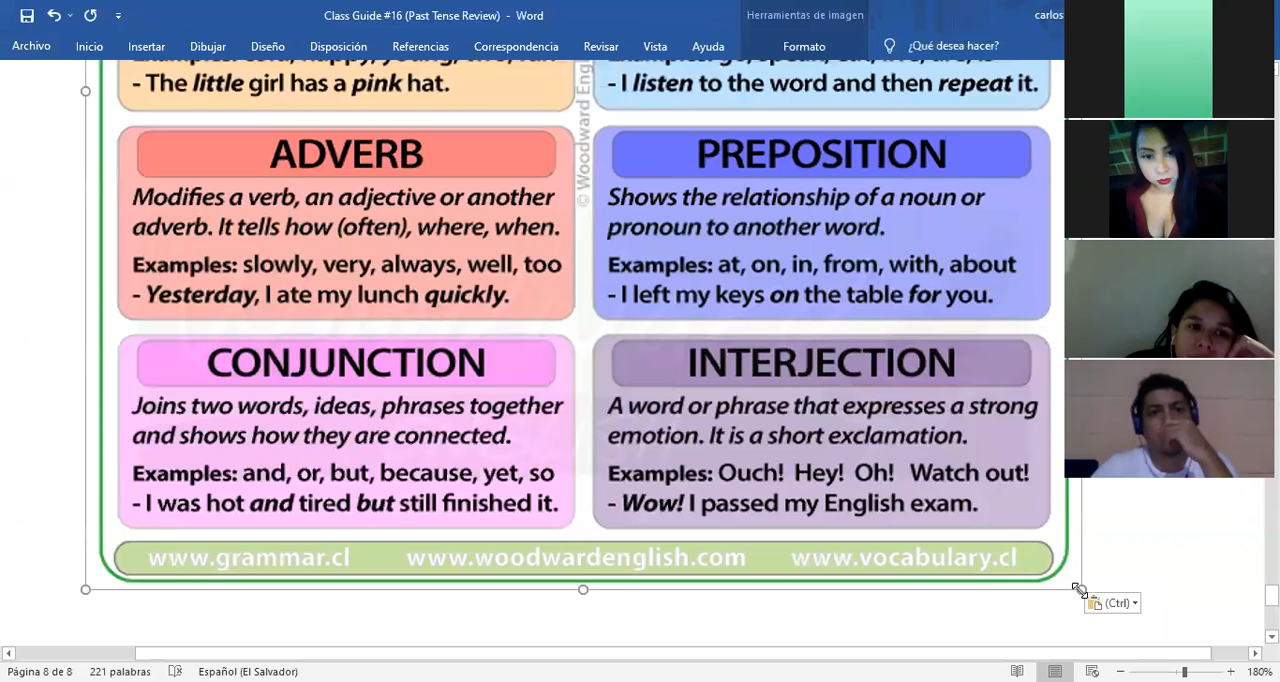 Class Guide #16 (Past Tense Review) - Word
Herramientas de imagen
carlos
Archivo Inicio Insertar Dibujar Diseño Disposición Referencias Correspondencia Revisar Vista Ayuda Formato ¿Qué desea hacer?
- The little girl has a pink hat.
- I listen to the word and then repeat it.
© Woodward Eng
ADVERB
Modifies a verb, an adjective or another
adverb. It tells how (often), where, when.
Examples: slowly, very, always, well, too
- Yesterday, I ate my lunch quickly.
PREPOSITION
Shows the relationship of a noun or
pronoun to another word.
Examples: at, on, in, from, with, about
- I left my keys on the table for you.
CONJUNCTION
Joins two words, ideas, phrases together
and shows how they are connected.
Examples: and, or, but, because, yet, so
- I was hot and tired but still finished it.
INTERJECTION
A word or phrase that expresses a strong
emotion. It is a short exclamation.
Examples: Ouch! Hey! Oh! Watch out!
- Wow! I passed my English exam.
www.grammar.cl www.woodwardenglish.com www.vocabulary.cl
(Ctrl)
Página 8 de 8 221 palabras Español (El Salvador) 180%